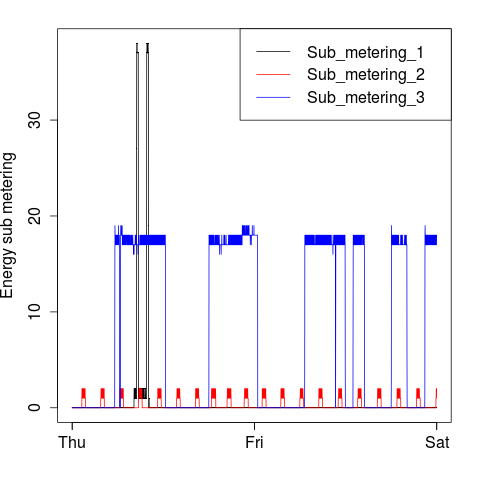 Sub_metering_1
Sub_metering_2
Sub_metering_3
Energy sub metering
30
20
10
0
Thu Fri Sat